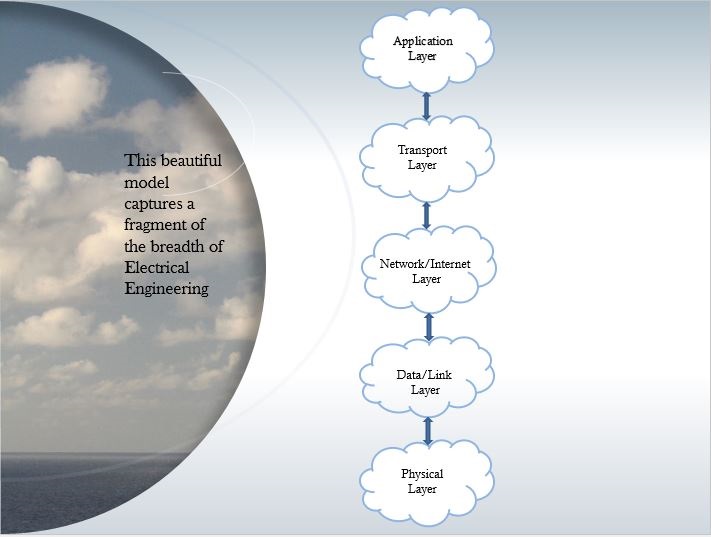 This beautiful
model
captures a
fragment of
the breadth of
Electrical
Engineering
Application
Layer
Transport
Layer
Network/Internet
Layer
Data/Link
Layer
Physical
Layer